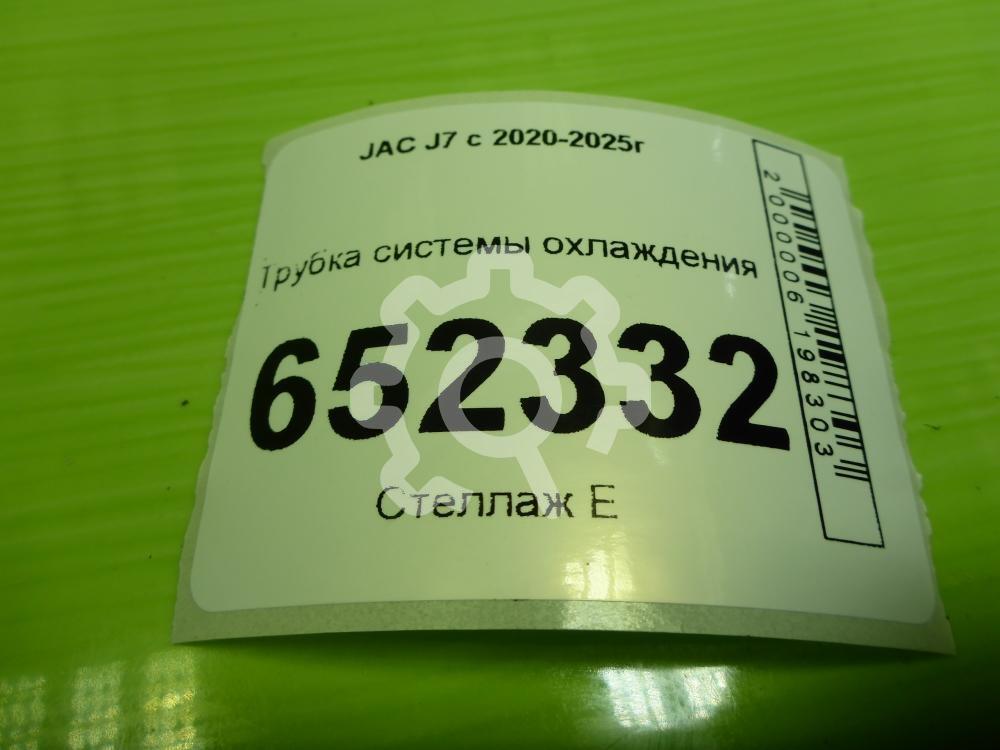 JAC J7 с 2020-2025г
Трубка системы охлаждения
652332
Стеллаж Е
2000006198303